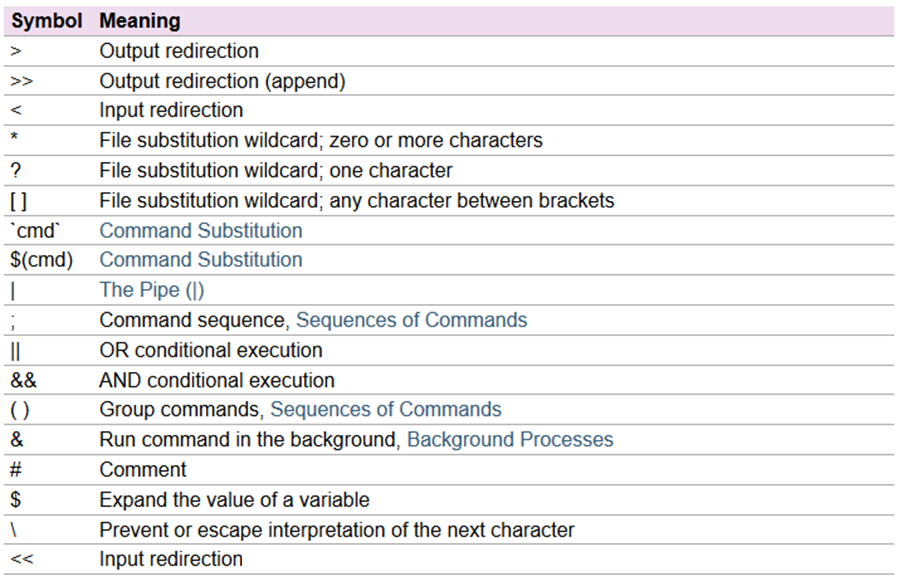 Symbol Meaning
> Output redirection
>> Output redirection (append)
< Input redirection
* File substitution wildcard; zero or more characters
? File substitution wildcard; one character
[ ] File substitution wildcard; any character between brackets
`cmd` Command Substitution
$(cmd) Command Substitution
| The Pipe (|)
; Command sequence, Sequences of Commands
|| OR conditional execution
&& AND conditional execution
( ) Group commands, Sequences of Commands
& Run command in the background, Background Processes
# Comment
$ Expand the value of a variable
\ Prevent or escape interpretation of the next character
<< Input redirection